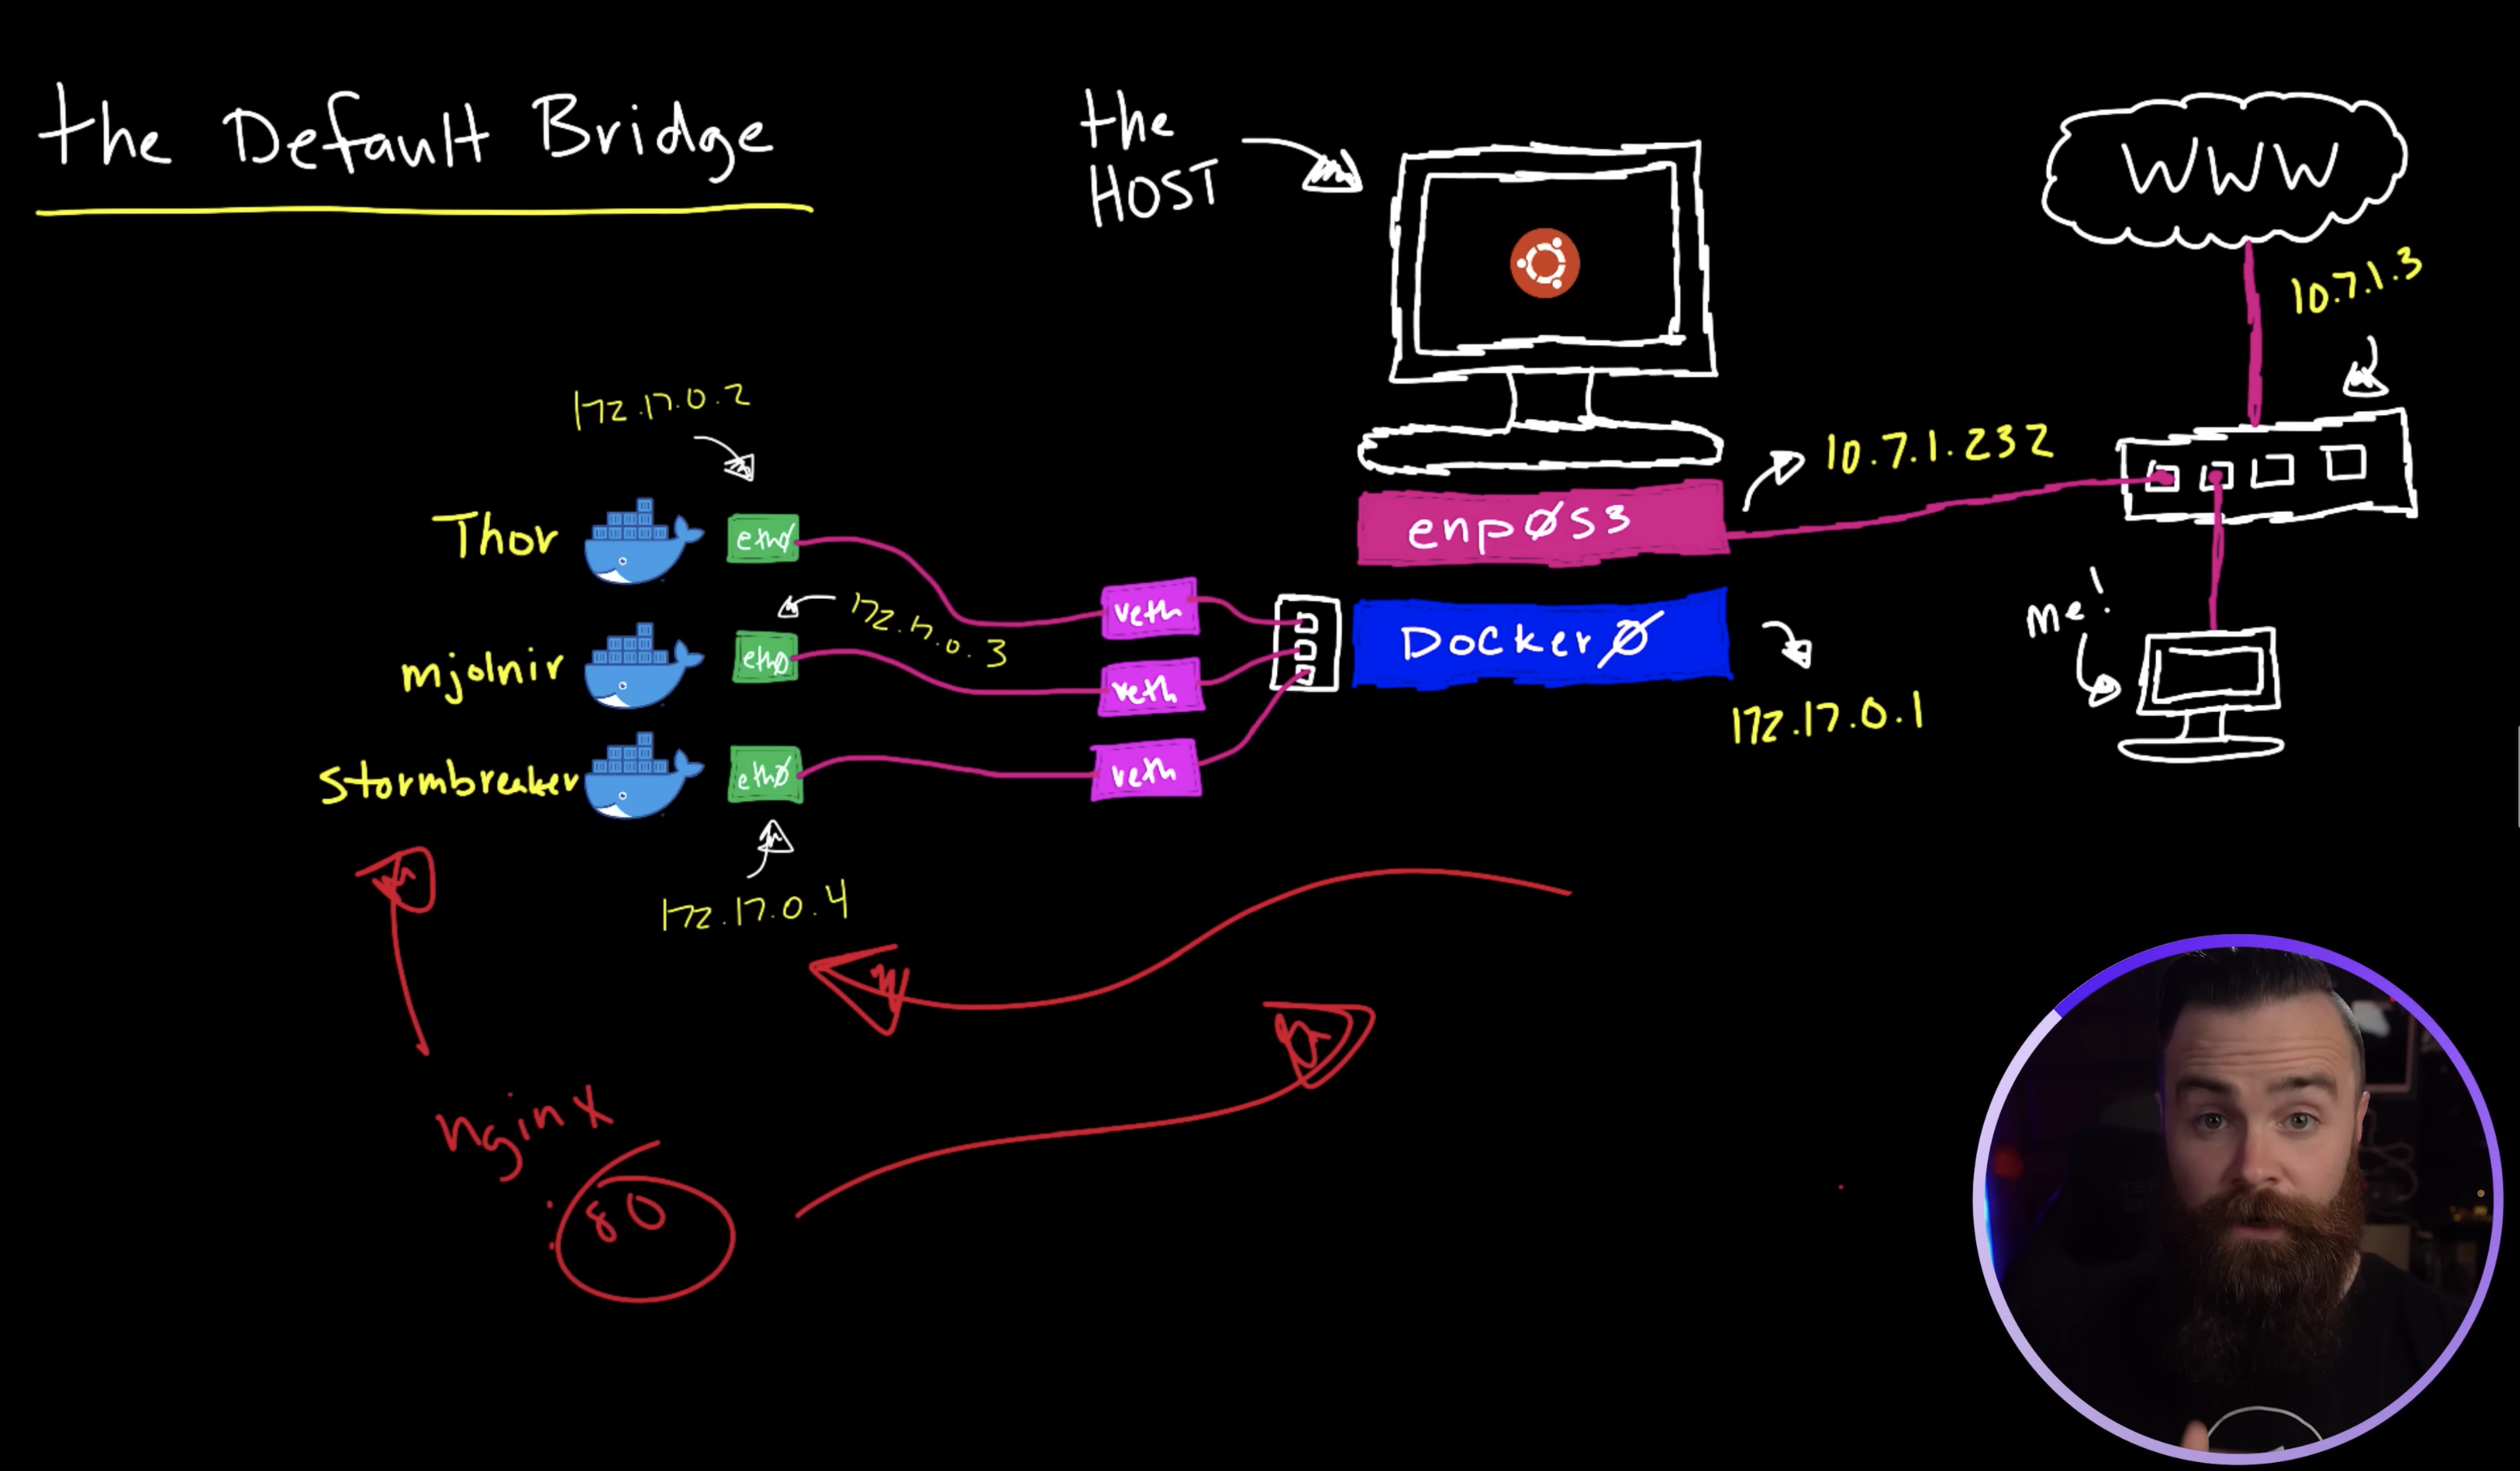 the Default Bridge
the
HOST
WWW
10.7.1.3
172.17.0.2
10.7.1.232
Thor
eth0
enp0s3
veth
172.17.0.3
Docker0
me!
mjolnir
eth0
veth
172.17.0.1
stormbreaker
eth0
veth
172.17.0.4
nginx
80